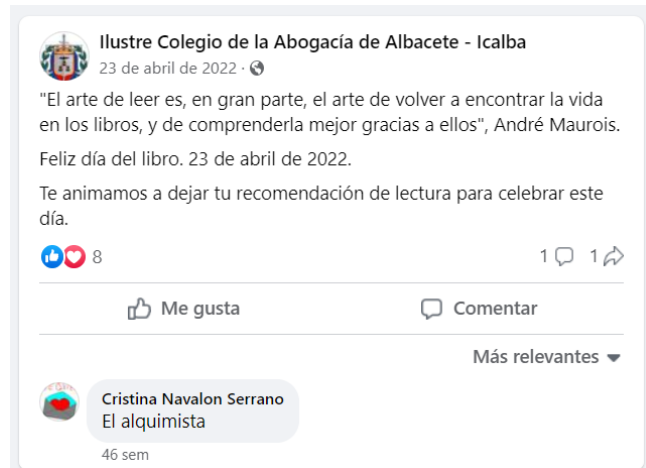 Ilustre Colegio de la Abogacía de Albacete - Icalba
23 de abril de 2022 ·
"El arte de leer es, en gran parte, el arte de volver a encontrar la vida
en los libros, y de comprenderla mejor gracias a ellos", André Maurois.
Feliz día del libro. 23 de abril de 2022.
Te animamos a dejar tu recomendación de lectura para celebrar este
día.
8 1 1
Me gusta Comentar
Más relevantes
Cristina Navalon Serrano
El alquimista
46 sem